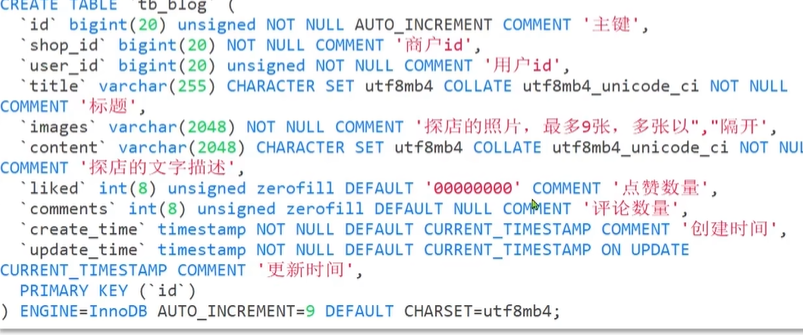 CREATE TABLE `tb_blog` (
`id` bigint(20) unsigned NOT NULL AUTO_INCREMENT COMMENT '主键',
`shop_id` bigint(20) NOT NULL COMMENT '商户id',
`user_id` bigint(20) unsigned NOT NULL COMMENT '用户id',
`title` varchar(255) CHARACTER SET utf8mb4 COLLATE utf8mb4_unicode_ci NOT NULL
COMMENT '标题',
`images` varchar(2048) NOT NULL COMMENT '探店的照片，最多9张，多张以","隔开',
`content` varchar(2048) CHARACTER SET utf8mb4 COLLATE utf8mb4_unicode_ci NOT NUL
COMMENT '探店的文字描述',
`liked` int(8) unsigned zerofill DEFAULT '00000000' COMMENT '点赞数量',
`comments` int(8) unsigned zerofill DEFAULT NULL COMMENT '评论数量',
`create_time` timestamp NOT NULL DEFAULT CURRENT_TIMESTAMP COMMENT '创建时间',
`update_time` timestamp NOT NULL DEFAULT CURRENT_TIMESTAMP ON UPDATE
CURRENT_TIMESTAMP COMMENT '更新时间',
PRIMARY KEY (`id`)
) ENGINE=InnoDB AUTO_INCREMENT=9 DEFAULT CHARSET=utf8mb4;